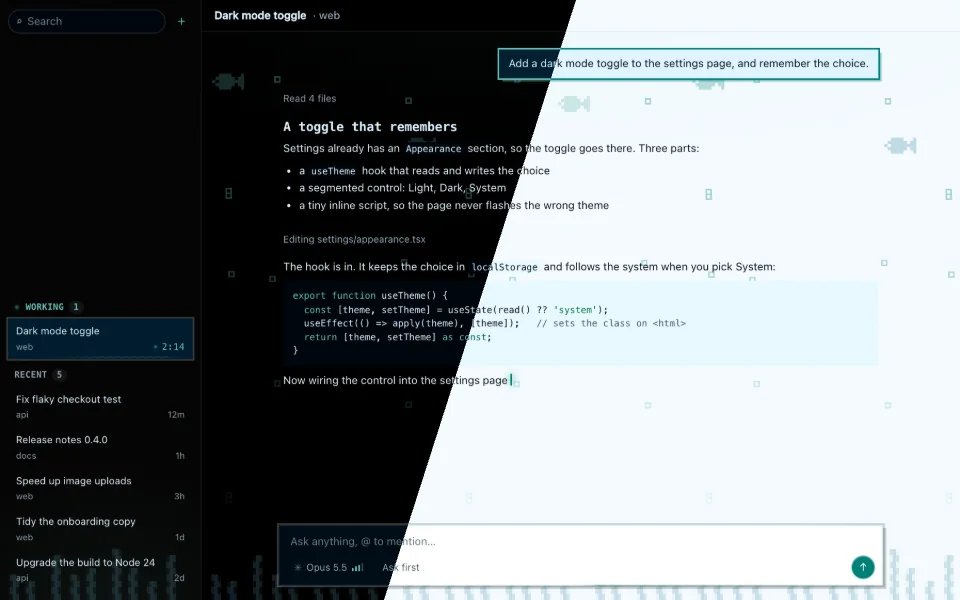 Search
+
Dark mode toggle · web
Add a dark mode toggle to the settings page, and remember the choice.
Read 4 files
A toggle that remembers
Settings already has an Appearance section, so the toggle goes there. Three parts:
• a useTheme hook that reads and writes the choice
• a segmented control: Light, Dark, System
• a tiny inline script, so the page never flashes the wrong theme
Editing settings/appearance.tsx
The hook is in. It keeps the choice in localStorage and follows the system when you pick System:
export function useTheme() {
const [theme, setTheme] = useState(read() ?? 'system');
useEffect(() => apply(theme), [theme]); // sets the class on <html>
return [theme, setTheme] as const;
}
Now wiring the control into the settings page
WORKING 1
Dark mode toggle
web 2:14
RECENT 5
Fix flaky checkout test
api 12m
Release notes 0.4.0
docs 1h
Speed up image uploads
web 3h
Tidy the onboarding copy
web 1d
Upgrade the build to Node 24
api 2d
Ask anything, @ to mention...
Opus 5.5 Ask first